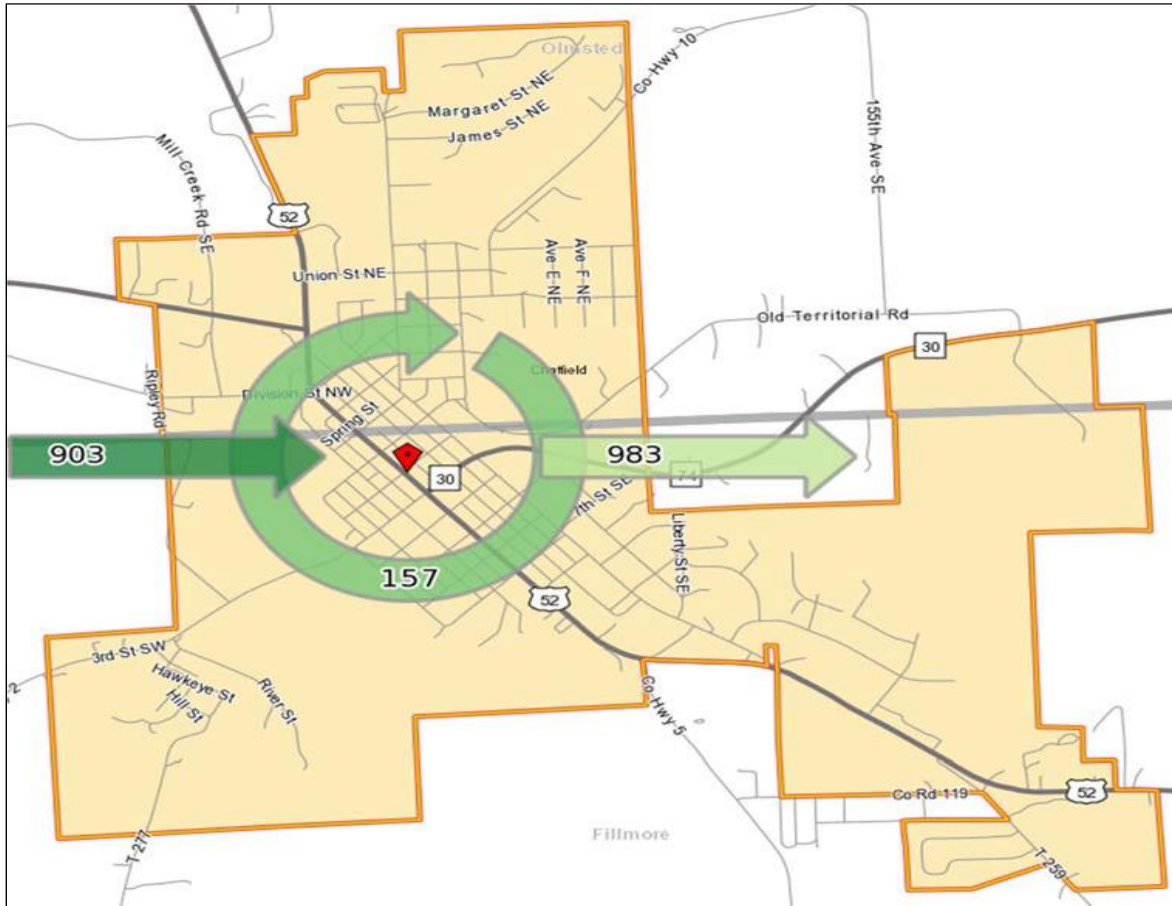 Olmsted
Co Hwy 10
Margaret St NE
James St NE
155th Ave SE
Mill Creek Rd SE
52
Union St NE
Ave E NE
Ave F NE
Old Territorial Rd
30
Ripley Rd
Division St NW
Chatfield
Spring St
903
983
30
74
7th St SE
Liberty St SE
157
52
3rd St SW
Hawkeye St
Hill St
River St
Co Hwy 5
T-277
Fillmore
Co Rd 119
52
T-259